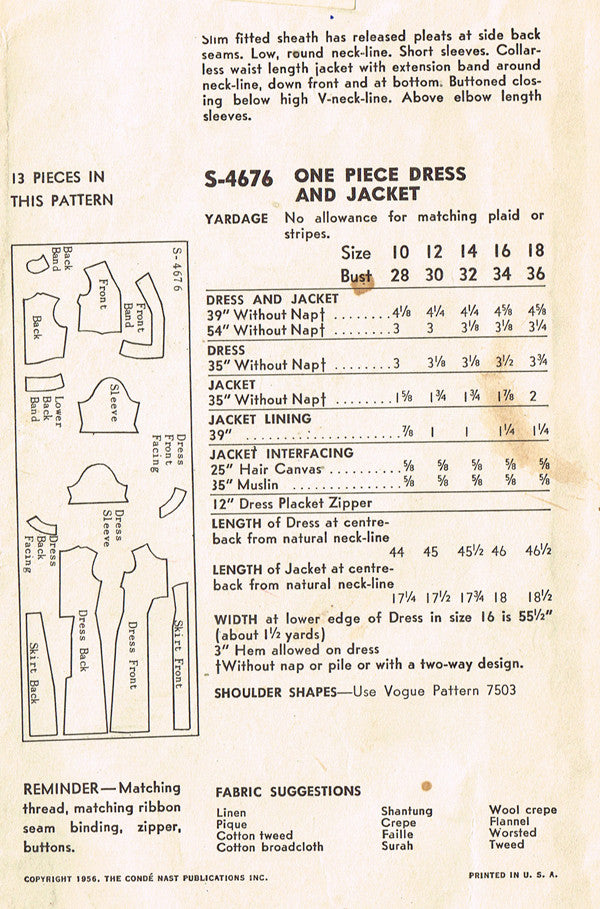 Slim fitted sheath has released pleats at side back
seams. Low, round neck-line. Short sleeves. Collar-
less waist length jacket with extension band around
neck-line, down front and at bottom. Buttoned clos-
ing below high V-neck-line. Above elbow length
sleeves.
13 PIECES IN
THIS PATTERN
S-4676 ONE PIECE DRESS
AND JACKET
YARDAGE No allowance for matching plaid or
stripes.
Size 10 12 14 16 18
Bust 28 30 32 34 36
DRESS AND JACKET
39" Without Nap† ........ 4⅛ 4¼ 4¼ 4⅝ 4⅝
54" Without Nap† ........ 3 3 3⅛ 3⅛ 3¼
DRESS
35" Without Nap† ........ 3 3⅛ 3⅛ 3½ 3¾
JACKET
35" Without Nap† ........ 1⅝ 1¾ 1¾ 1⅞ 2
JACKET LINING
39" .................... ⅞ 1 1 1¼ 1¼
JACKET INTERFACING
25" Hair Canvas .......... ⅝ ⅝ ⅝ ⅝ ⅝
35" Muslin ............... ⅝ ⅝ ⅝ ⅝ ⅝
12" Dress Placket Zipper
LENGTH of Dress at centre-
back from natural neck-line
44 45 45½ 46 46½
LENGTH of Jacket at centre-
back from natural neck-line
17¼ 17½ 17¾ 18 18½
WIDTH at lower edge of Dress in size 16 is 55½"
(about 1½ yards)
3" Hem allowed on dress
†Without nap or pile or with a two-way design.
SHOULDER SHAPES—Use Vogue Pattern 7503
S-4676
Back
Band
Front
Front
Band
Back
Lower
Back
Band
Sleeve
Dress
Front
Facing
Dress
Sleeve
Dress
Back
Facing
Dress Back
Dress Front
Skirt Front
Skirt Back
REMINDER—Matching
thread, matching ribbon
seam binding, zipper,
buttons.
FABRIC SUGGESTIONS
Linen
Pique
Cotton tweed
Cotton broadcloth
Shantung
Crepe
Faille
Surah
Wool crepe
Flannel
Worsted
Tweed
COPYRIGHT 1956, THE CONDÉ NAST PUBLICATIONS INC.
PRINTED IN U. S. A.